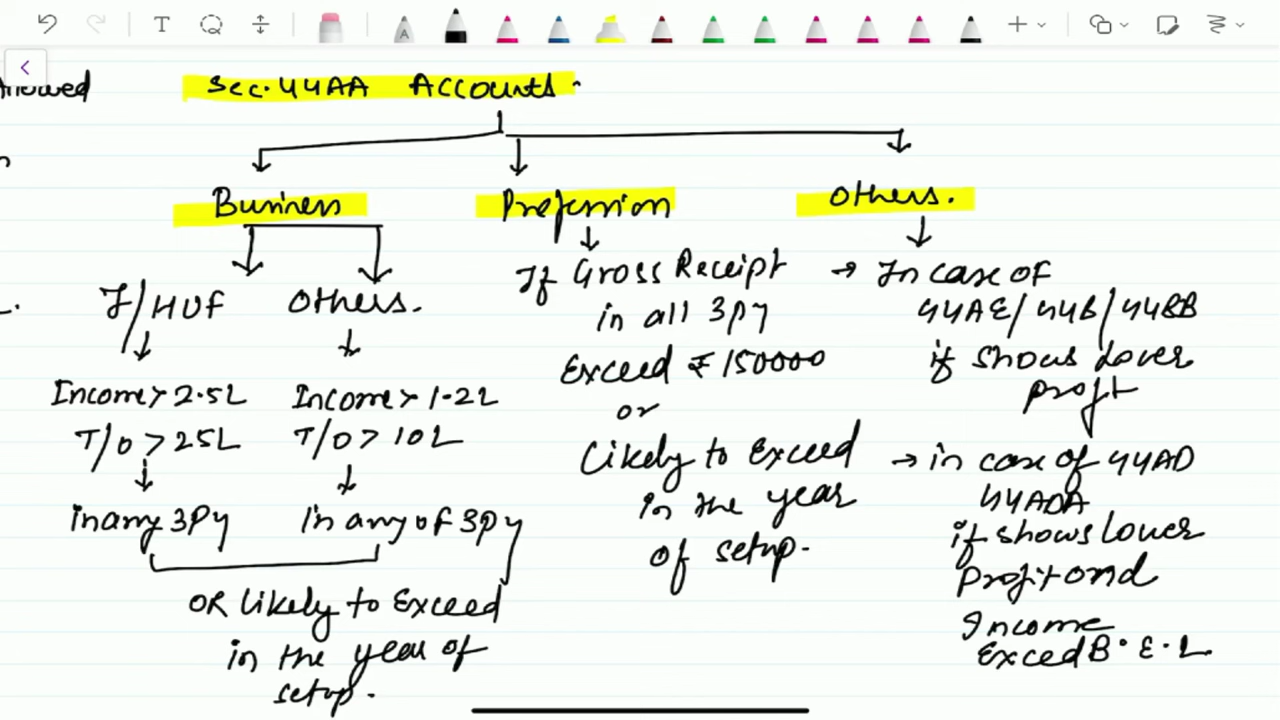 Allowed
Sec. 44AA Accounts.
Business
Profession
Others.
I/HUF
Others.
Income > 2.5L
T/O > 25L
in any 3Py
Income > 1.2L
T/O > 10L
In any of 3py
OR Likely to Exceed
in the year of
setup.
If Gross Receipt
in all 3py
Exceed ₹150000
or
Likely to Exceed
in the year
of setup.
→ In case of
44AE/44B/44BB
if shows lower
profit
→ in case of 44AD
44ADA
if shows lower
Profit and
Income
Exceed B.E.L.